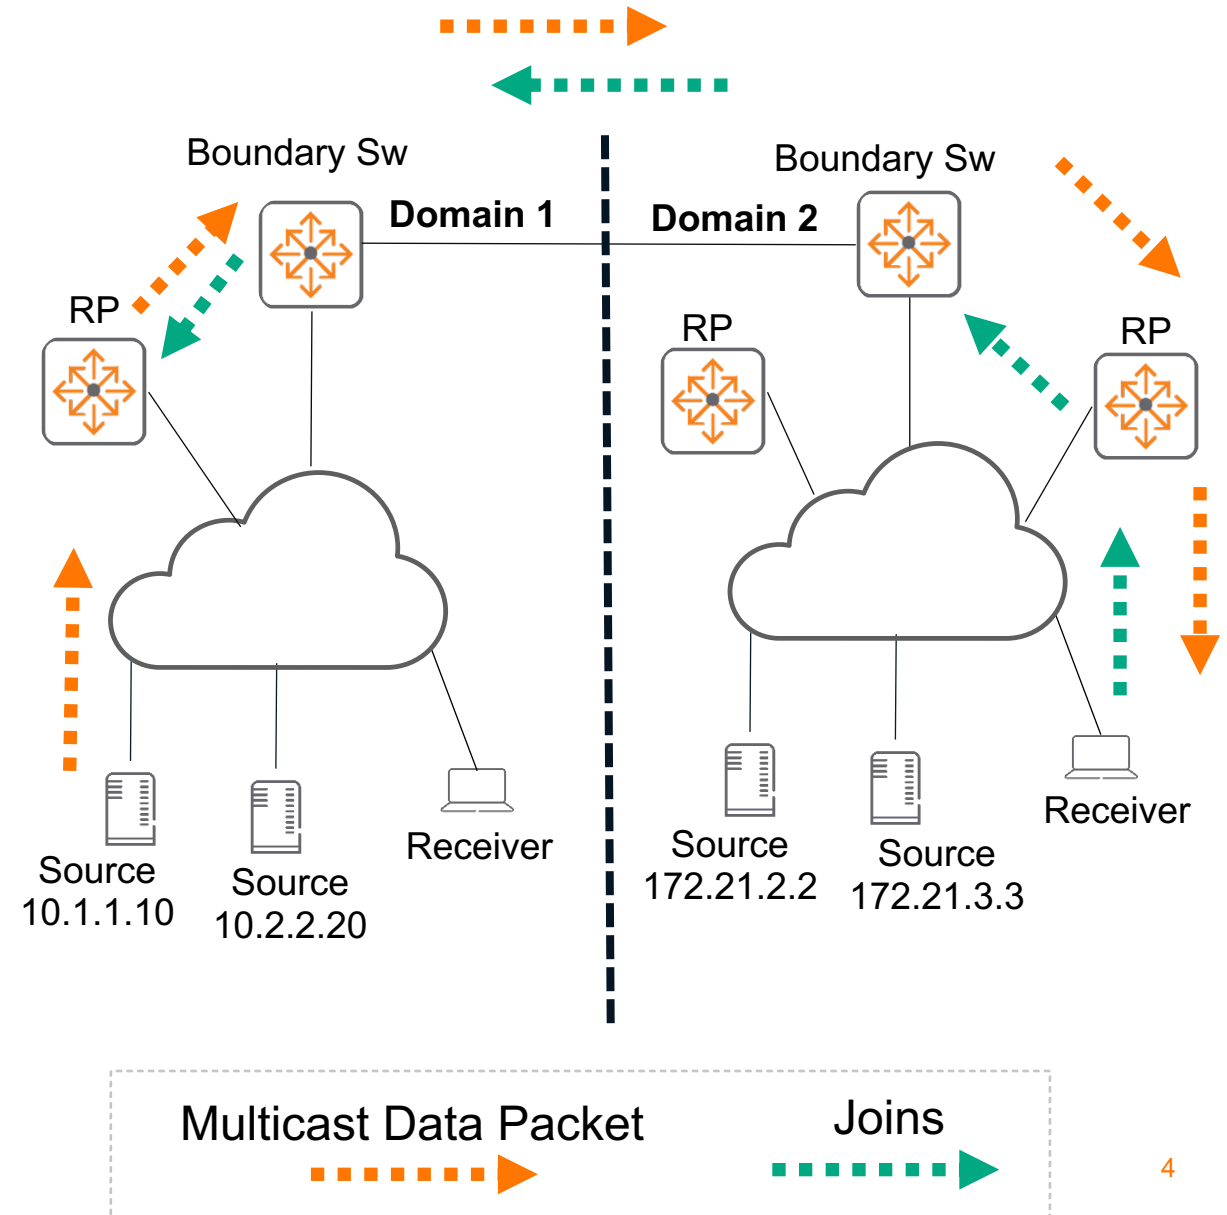 Boundary Sw
Boundary Sw
Domain 1
Domain 2
RP
RP
RP
Source
10.1.1.10
Source
10.2.2.20
Receiver
Source
172.21.2.2
Source
172.21.3.3
Receiver
Multicast Data Packet
Joins
4